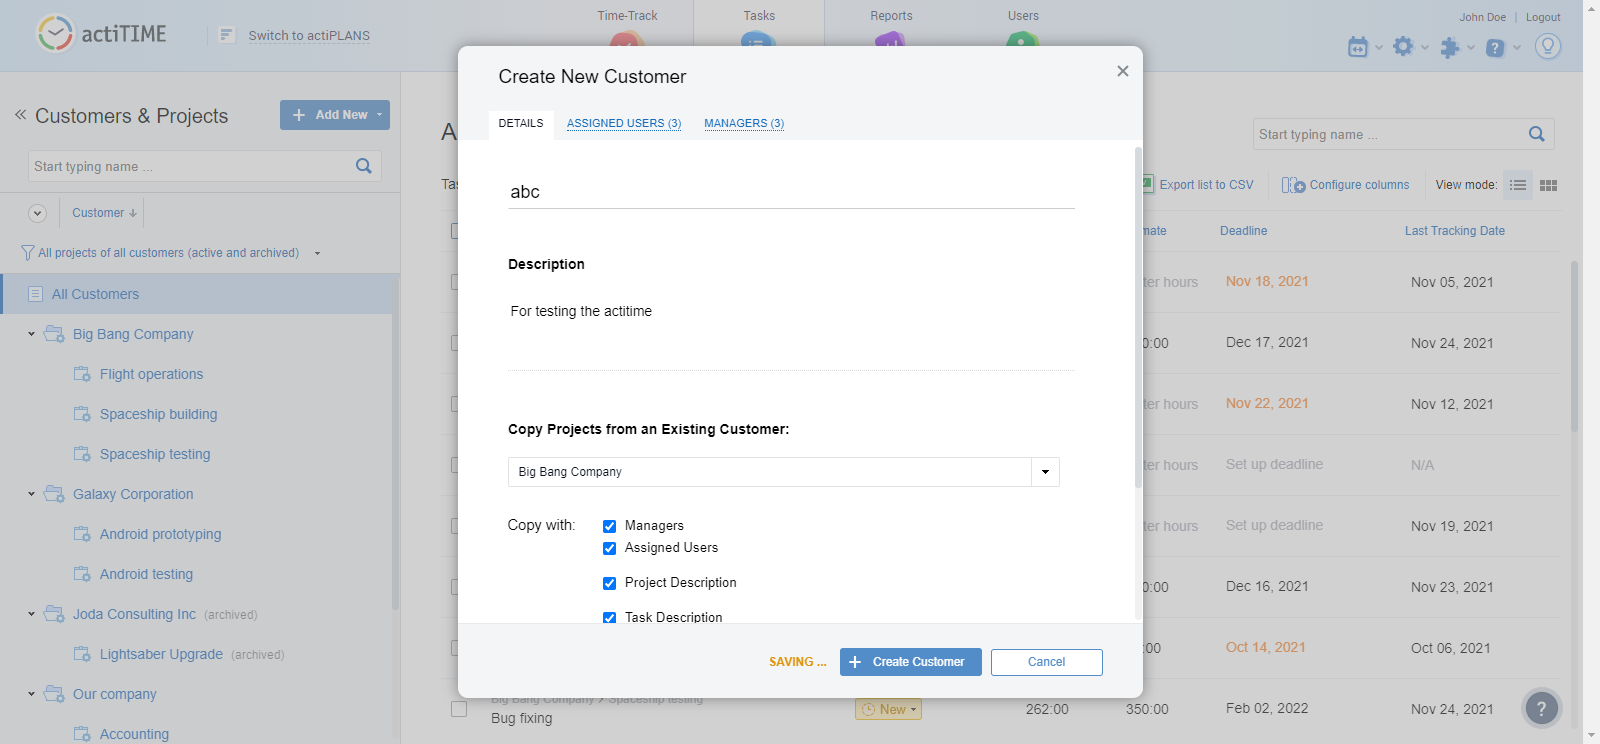 actiTIME
Switch to actiPLANS
Time-Track
Tasks
Reports
Users
John Doe | Logout
Customers & Projects
Add New
Start typing name ...
Customer
All projects of all customers (active and archived)
All Customers
Big Bang Company
Flight operations
Spaceship building
Spaceship testing
Galaxy Corporation
Android prototyping
Android testing
Joda Consulting Inc (archived)
Lightsaber Upgrade (archived)
Our company
Accounting
Create New Customer
DETAILS
ASSIGNED USERS (3)
MANAGERS (3)
abc
Description
For testing the actitime
Copy Projects from an Existing Customer:
Big Bang Company
Copy with:
Managers
Assigned Users
Project Description
Task Description
SAVING ...
Create Customer
Cancel
Start typing name ...
Export list to CSV
Configure columns
View mode:
Deadline
Last Tracking Date
Nov 18, 2021
Nov 05, 2021
Dec 17, 2021
Nov 24, 2021
hours
Nov 22, 2021
Nov 12, 2021
hours
Set up deadline
N/A
hours
Set up deadline
Nov 19, 2021
Dec 16, 2021
Nov 23, 2021
Oct 14, 2021
Oct 06, 2021
Big Bang Company > Spaceship testing
Bug fixing
New
262:00
350:00
Feb 02, 2022
Nov 24, 2021
?